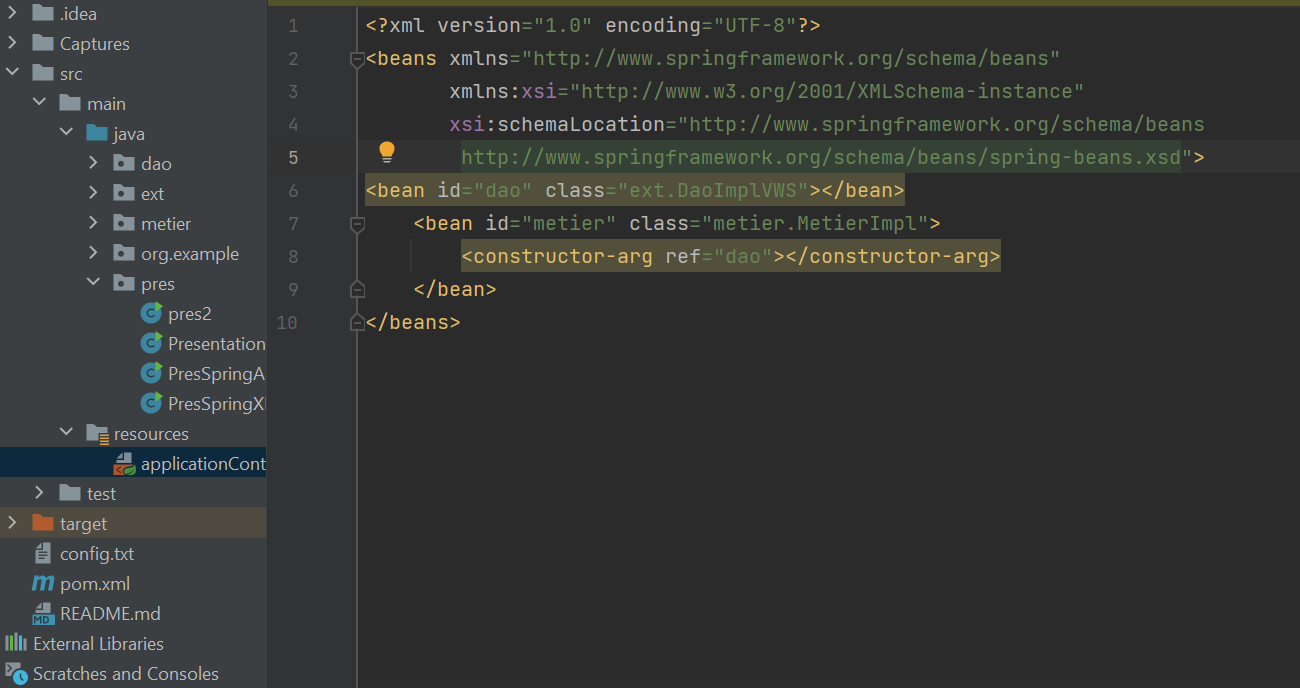 .idea
Captures
src
main
java
dao
ext
metier
org.example
pres
pres2
Presentation
PresSpringA
PresSpringX
resources
applicationCont
test
target
config.txt
pom.xml
README.md
External Libraries
Scratches and Consoles
1 <?xml version="1.0" encoding="UTF-8"?>
2 <beans xmlns="http://www.springframework.org/schema/beans"
3 xmlns:xsi="http://www.w3.org/2001/XMLSchema-instance"
4 xsi:schemaLocation="http://www.springframework.org/schema/beans
5 http://www.springframework.org/schema/beans/spring-beans.xsd">
6 <bean id="dao" class="ext.DaoImplVWS"></bean>
7 <bean id="metier" class="metier.MetierImpl">
8 <constructor-arg ref="dao"></constructor-arg>
9 </bean>
10 </beans>